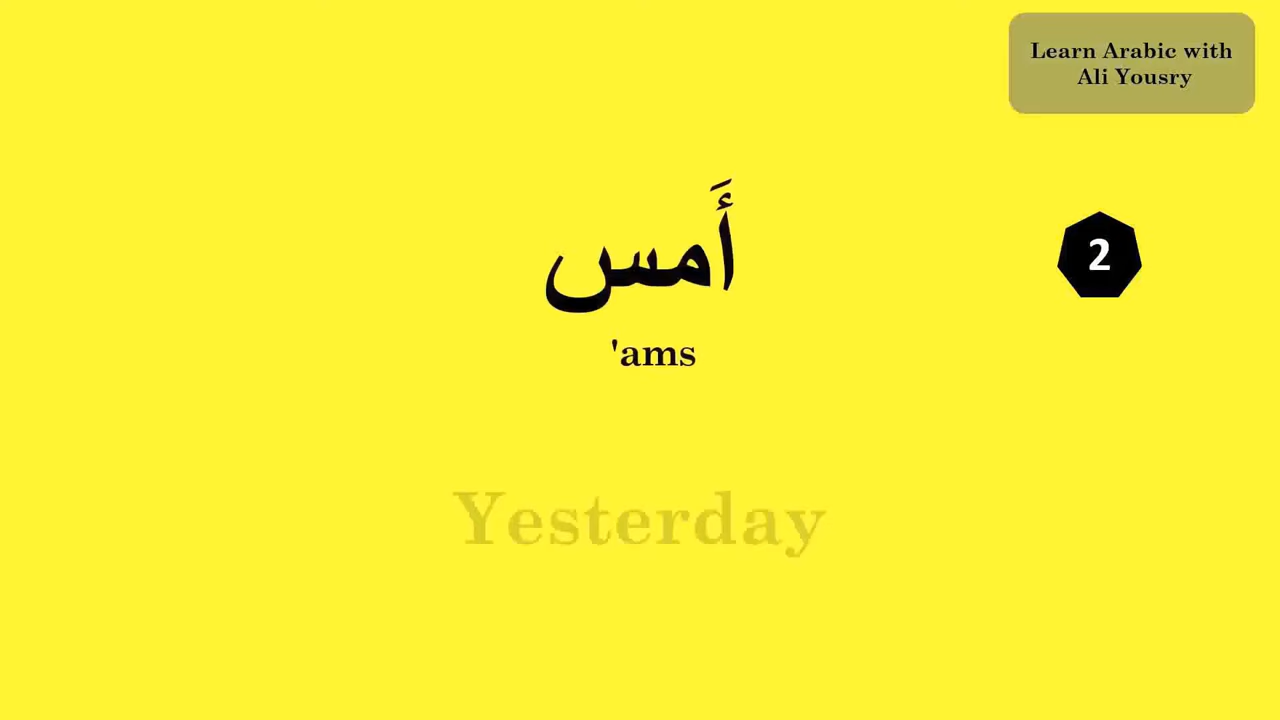 Learn Arabic with
Ali Yousry
أَمس
2
'ams
Yesterday